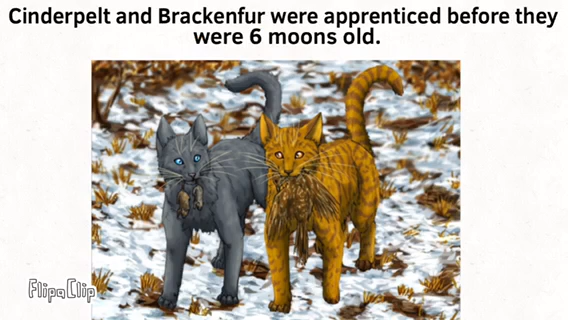 Cinderpelt and Brackenfur were apprenticed before they
were 6 moons old.
FlipaClip